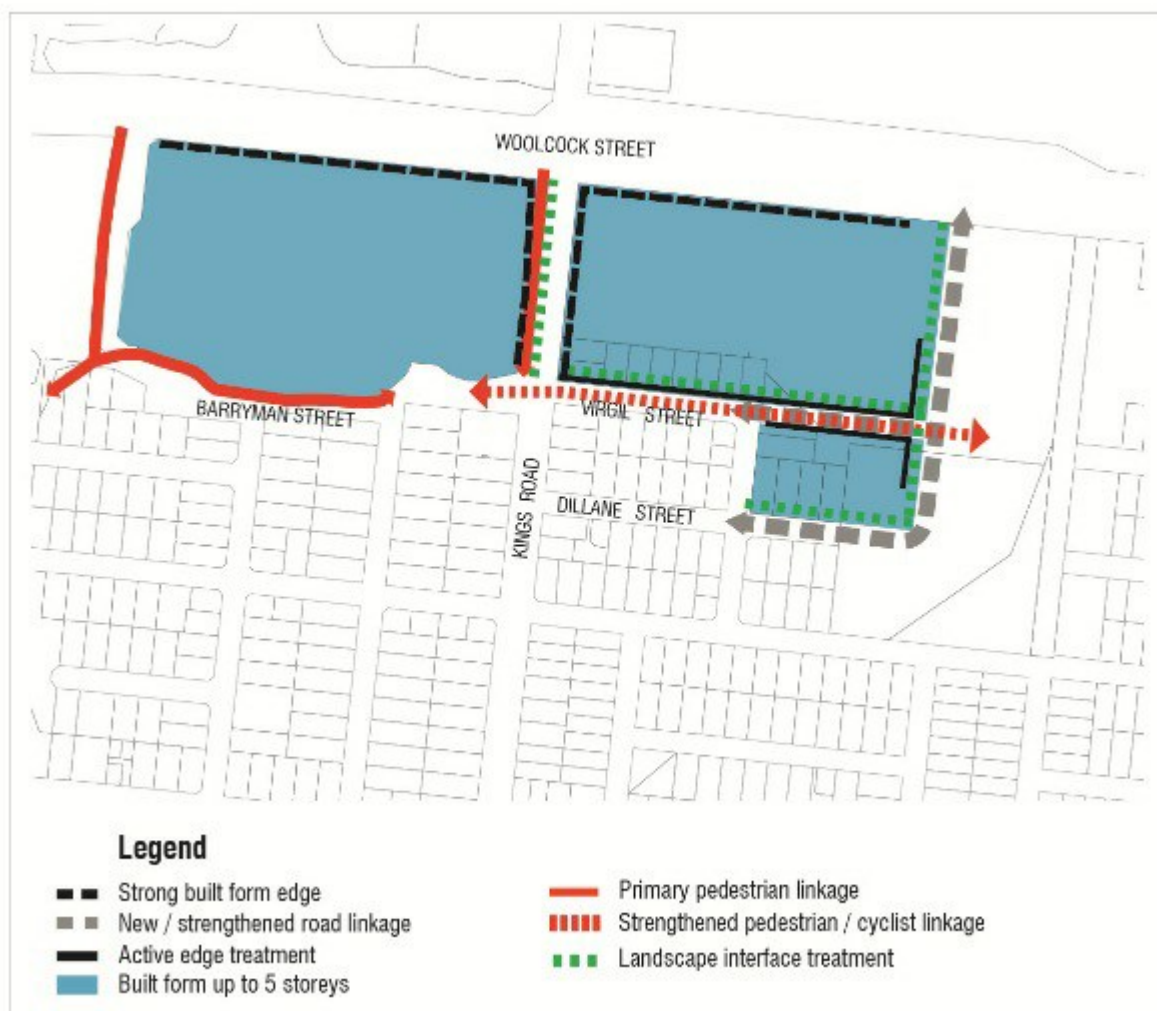 WOOLCOCK STREET
BARRYMAN STREET
VIRGIL STREET
KINGS ROAD
DILLANE STREET
Legend
Strong built form edge
New / strengthened road linkage
Active edge treatment
Built form up to 5 storeys
Primary pedestrian linkage
Strengthened pedestrian / cyclist linkage
Landscape interface treatment